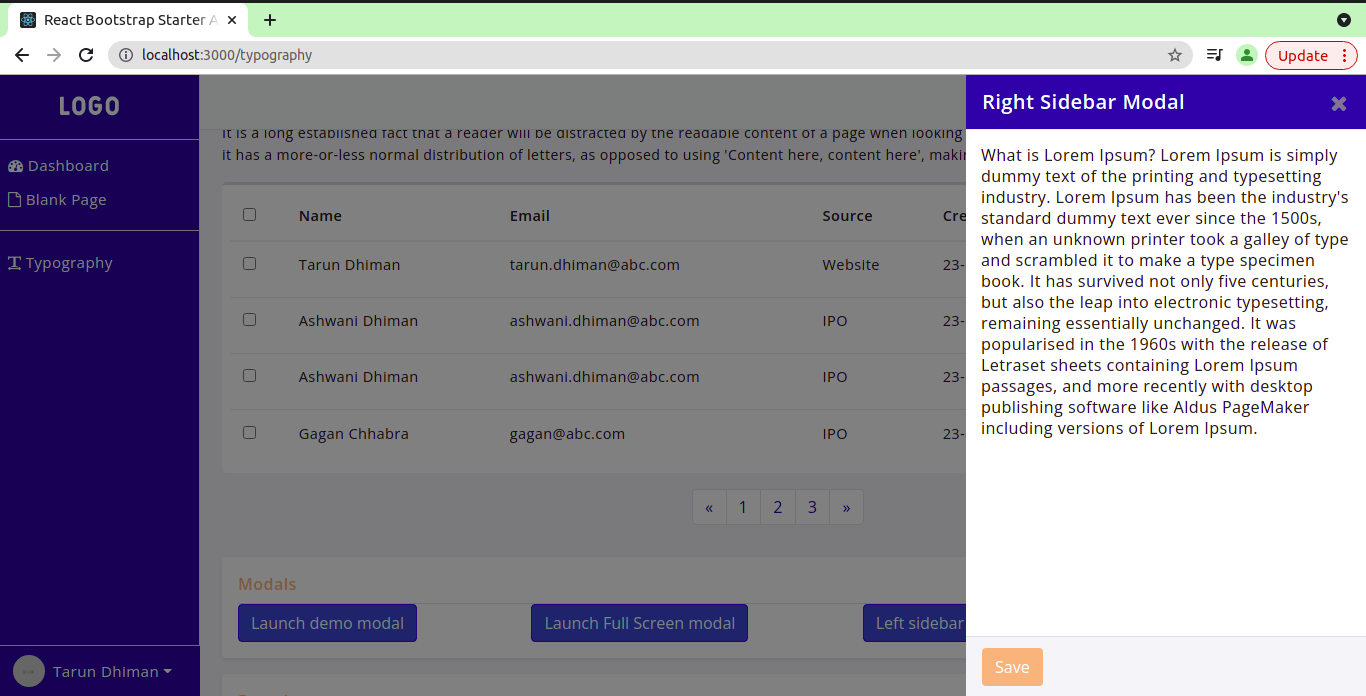 React Bootstrap Starter A
localhost:3000/typography
Update
LOGO
Dashboard
Blank Page
Typography
Tarun Dhiman
It is a long established fact that a reader will be distracted by the readable content of a page when looking
it has a more-or-less normal distribution of letters, as opposed to using 'Content here, content here',
Name Email Source
Tarun Dhiman tarun.dhiman@abc.com Website 23-
Ashwani Dhiman ashwani.dhiman@abc.com IPO 23-
Ashwani Dhiman ashwani.dhiman@abc.com IPO 23-
Gagan Chhabra gagan@abc.com IPO 23-
« 1 2 3 »
Modals
Launch demo modal Launch Full Screen modal Left sidebar
Right Sidebar Modal
What is Lorem Ipsum? Lorem Ipsum is simply
dummy text of the printing and typesetting
industry. Lorem Ipsum has been the industry's
standard dummy text ever since the 1500s,
when an unknown printer took a galley of type
and scrambled it to make a type specimen
book. It has survived not only five centuries,
but also the leap into electronic typesetting,
remaining essentially unchanged. It was
popularised in the 1960s with the release of
Letraset sheets containing Lorem Ipsum
passages, and more recently with desktop
publishing software like Aldus PageMaker
including versions of Lorem Ipsum.
Save